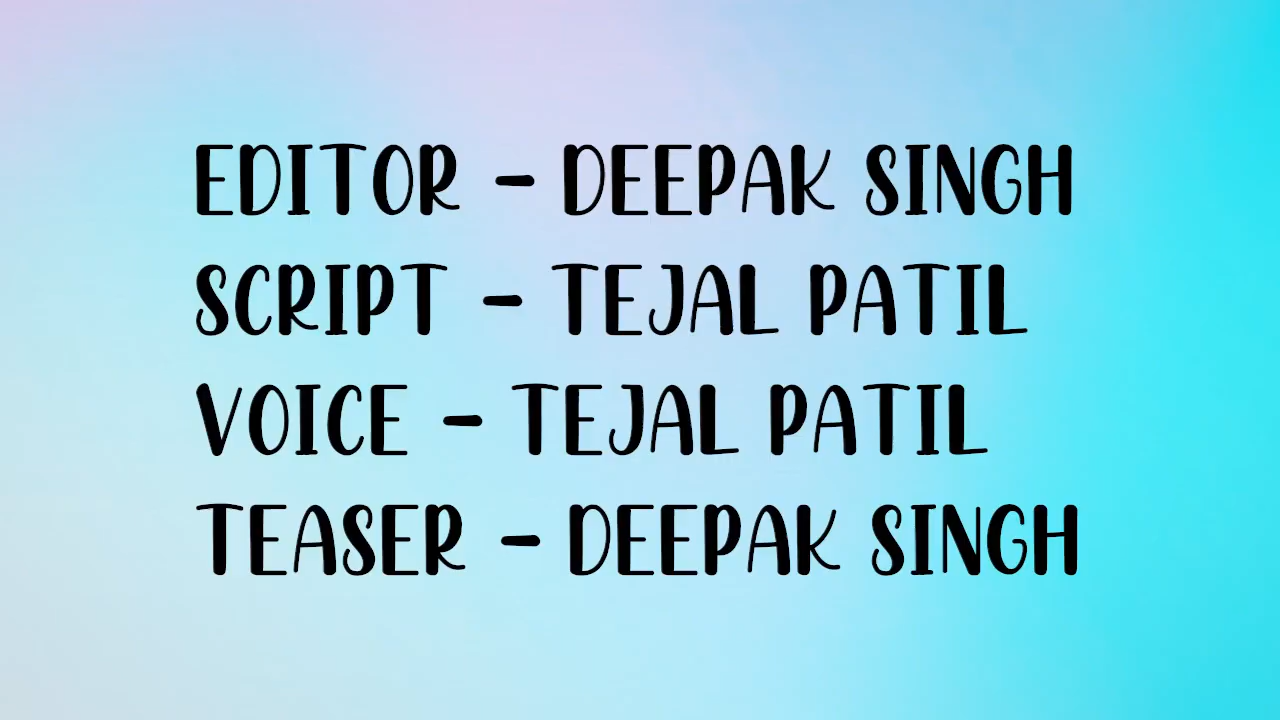 EDITOR - DEEPAK SINGH
SCRIPT - TEJAL PATIL
VOICE - TEJAL PATIL
TEASER - DEEPAK SINGH